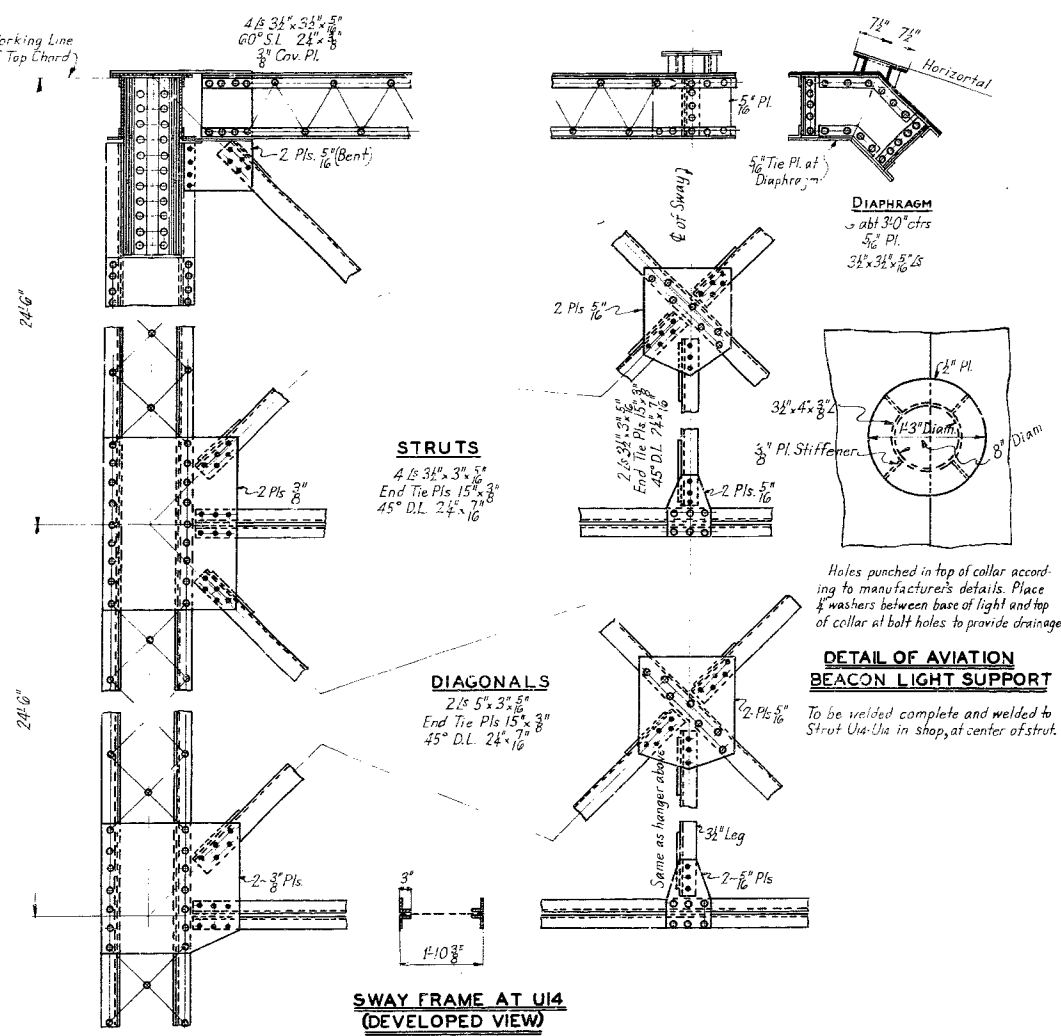 Working Line
Top Chord
4 Ls 3½" x 3½" x 5/16"
60° S.L. 2¼" x 3/8"
3/8" Cov. Pl.
2 Pls. 5/16" (Bent)
5/16" Pl.
7½" 7½"
Horizontal
5/16" Tie Pl. at
Diaphragm
DIAPHRAGM
abt 3'-0" ctrs
5/16" Pl.
3½" x 3½" x 5/16" Ls
24'-6"
℄ of Sway
2 Pls 5/16"
2 Ls 3½" x 3" x 5/16"
End Tie Pls 15" x 3/8"
45° D.L. 2¼" x 7/16"
2 Pls. 5/16"
STRUTS
4 Ls 3½" x 3" x 5/16"
End Tie Pls 15" x 3/8"
45° D.L. 2¼" x 7/16"
2 Pls 3/8"
½" Pl.
3½" x 4" x 3/8" L
1'-3" Diam.
3/8" Pl. Stiffener
8" Diam
Holes punched in top of collar accord-
ing to manufacturer's details. Place
¼" washers between base of light and top
of collar at bolt holes to provide drainage
DETAIL OF AVIATION
BEACON LIGHT SUPPORT
To be welded complete and welded to
Strut U14-U14 in shop, at center of strut.
24'-6"
DIAGONALS
2 Ls 5" x 3" x 5/16"
End Tie Pls 15" x 3/8"
45° D.L. 2¼" x 7/16"
2-Pls 5/16"
Same as hanger above
3½" Leg
2-5/16" Pls
2-3/8" Pls.
3"
1'-10 3/8"
SWAY FRAME AT U14
(DEVELOPED VIEW)